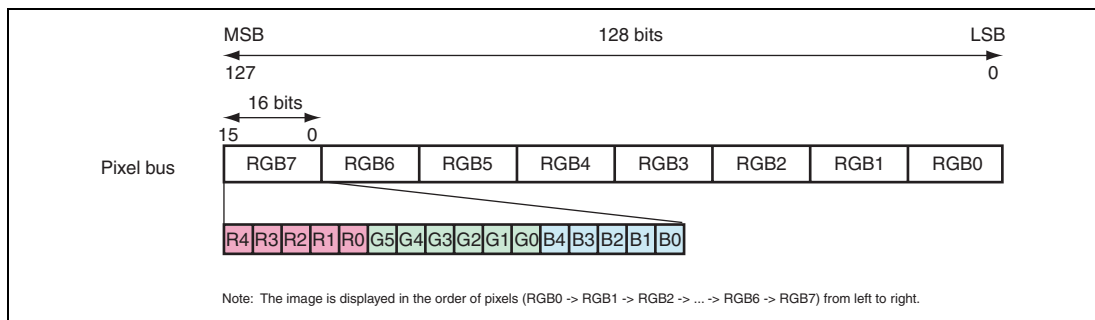 MSB 128 bits LSB
127 0
16 bits
15 0
Pixel bus RGB7 RGB6 RGB5 RGB4 RGB3 RGB2 RGB1 RGB0
R4 R3 R2 R1 R0 G5 G4 G3 G2 G1 G0 B4 B3 B2 B1 B0
Note: The image is displayed in the order of pixels (RGB0 -> RGB1 -> RGB2 -> ... -> RGB6 -> RGB7) from left to right.